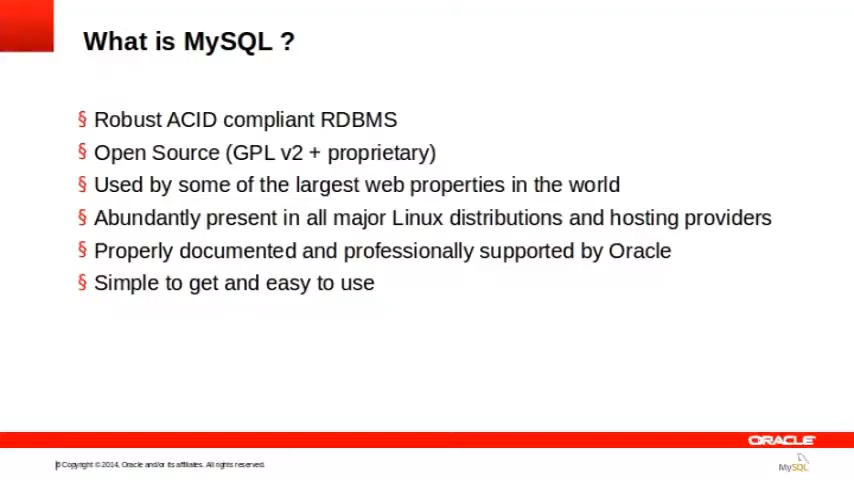 What is MySQL ?
§ Robust ACID compliant RDBMS
§ Open Source (GPL v2 + proprietary)
§ Used by some of the largest web properties in the world
§ Abundantly present in all major Linux distributions and hosting providers
§ Properly documented and professionally supported by Oracle
§ Simple to get and easy to use
ORACLE
Copyright © 2014, Oracle and/or its affiliates. All rights reserved.
MySQL